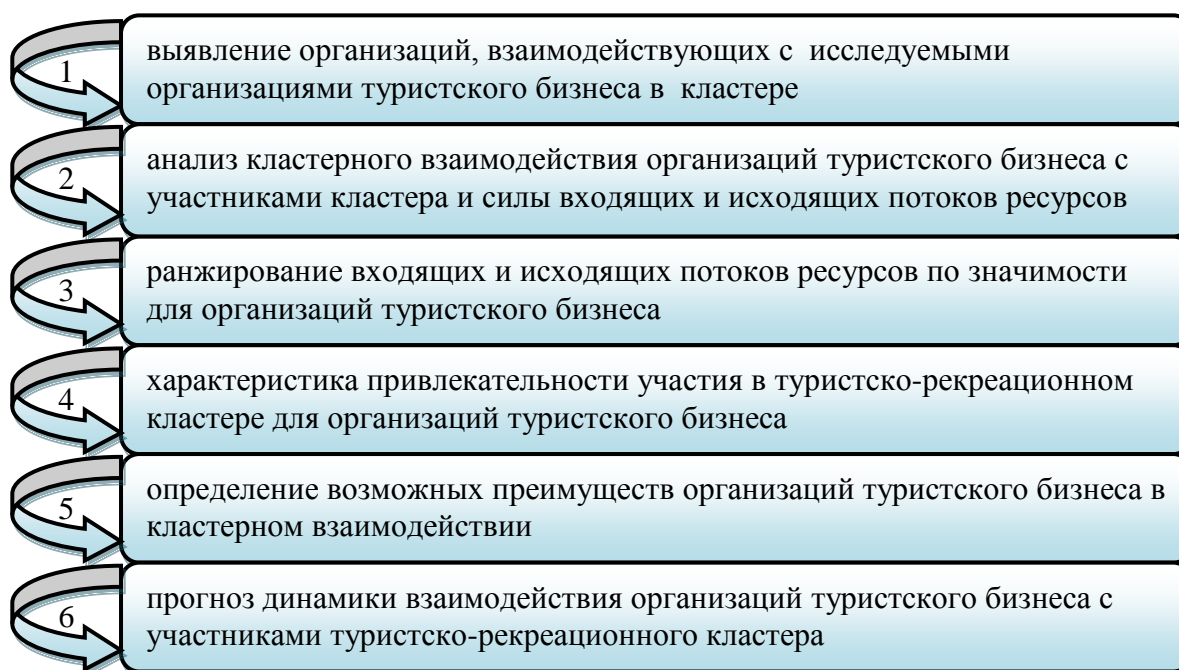 1
выявление организаций, взаимодействующих с исследуемыми
организациями туристского бизнеса в кластере
2
анализ кластерного взаимодействия организаций туристского бизнеса с
участниками кластера и силы входящих и исходящих потоков ресурсов
3
ранжирование входящих и исходящих потоков ресурсов по значимости
для организаций туристского бизнеса
4
характеристика привлекательности участия в туристско-рекреационном
кластере для организаций туристского бизнеса
5
определение возможных преимуществ организаций туристского бизнеса в
кластерном взаимодействии
6
прогноз динамики взаимодействия организаций туристского бизнеса с
участниками туристско-рекреационного кластера